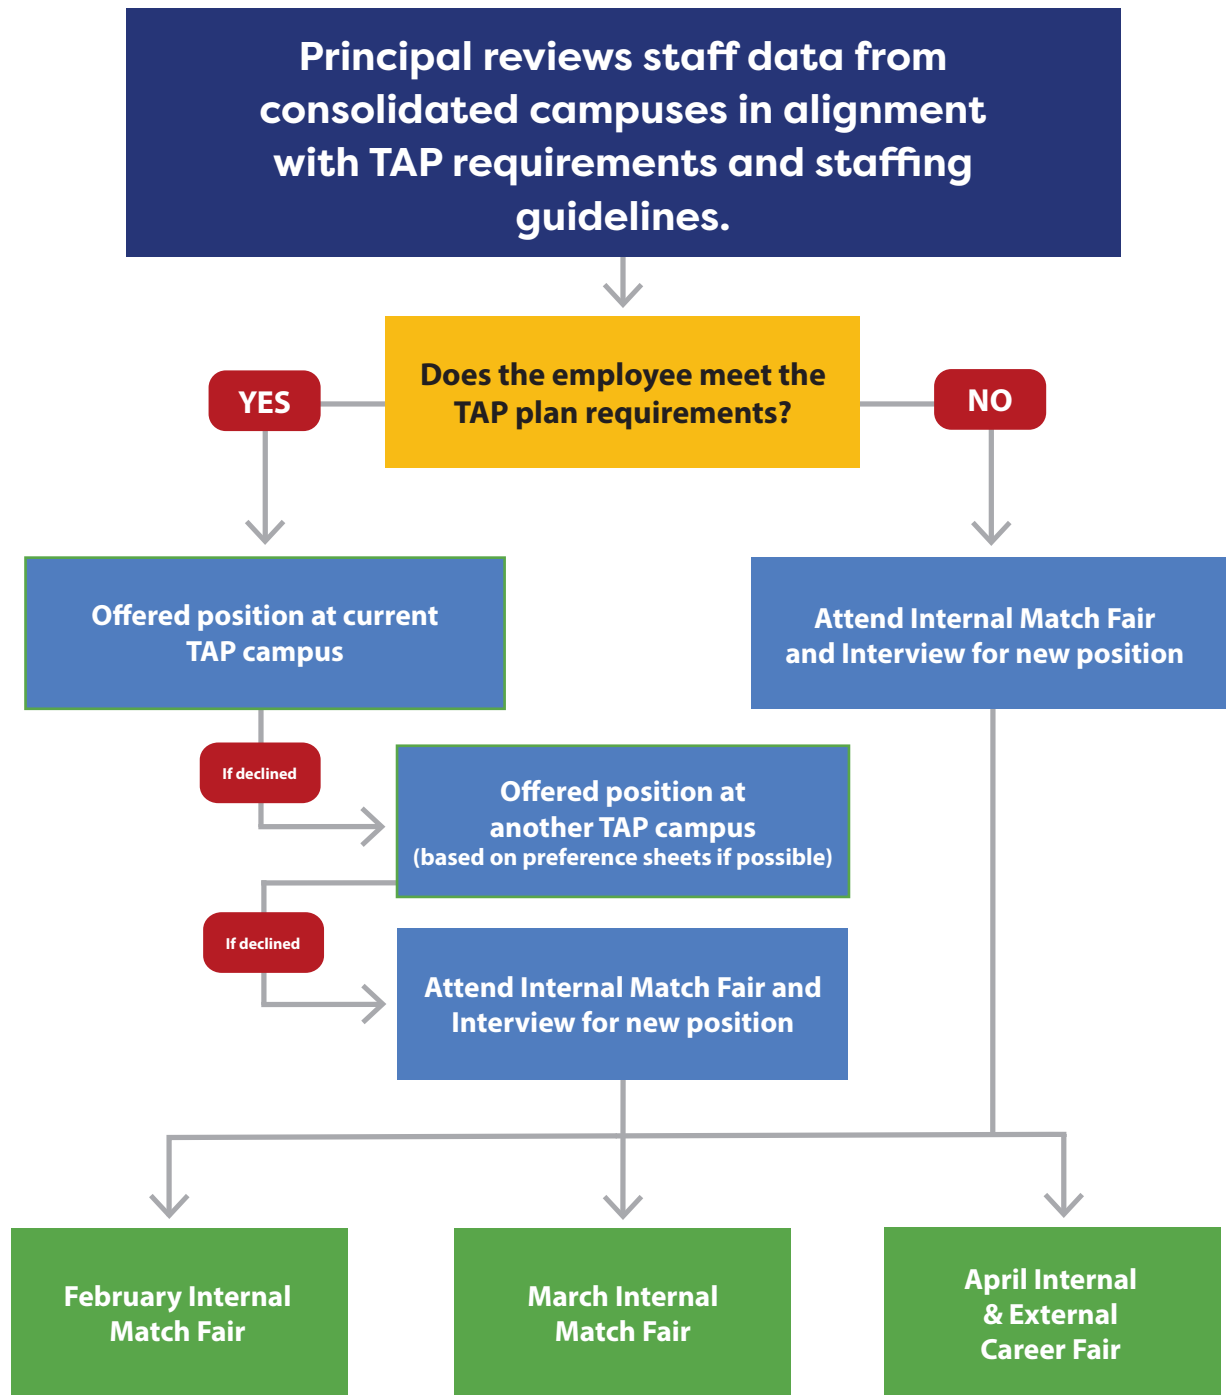 Principal reviews staff data from
consolidated campuses in alignment
with TAP requirements and staffing
guidelines.
Does the employee meet the
TAP plan requirements?
YES
NO
Offered position at current
TAP campus
Attend Internal Match Fair
and Interview for new position
If declined
Offered position at
another TAP campus
(based on preference sheets if possible)
If declined
Attend Internal Match Fair and
Interview for new position
February Internal
Match Fair
March Internal
Match Fair
April Internal
& External
Career Fair